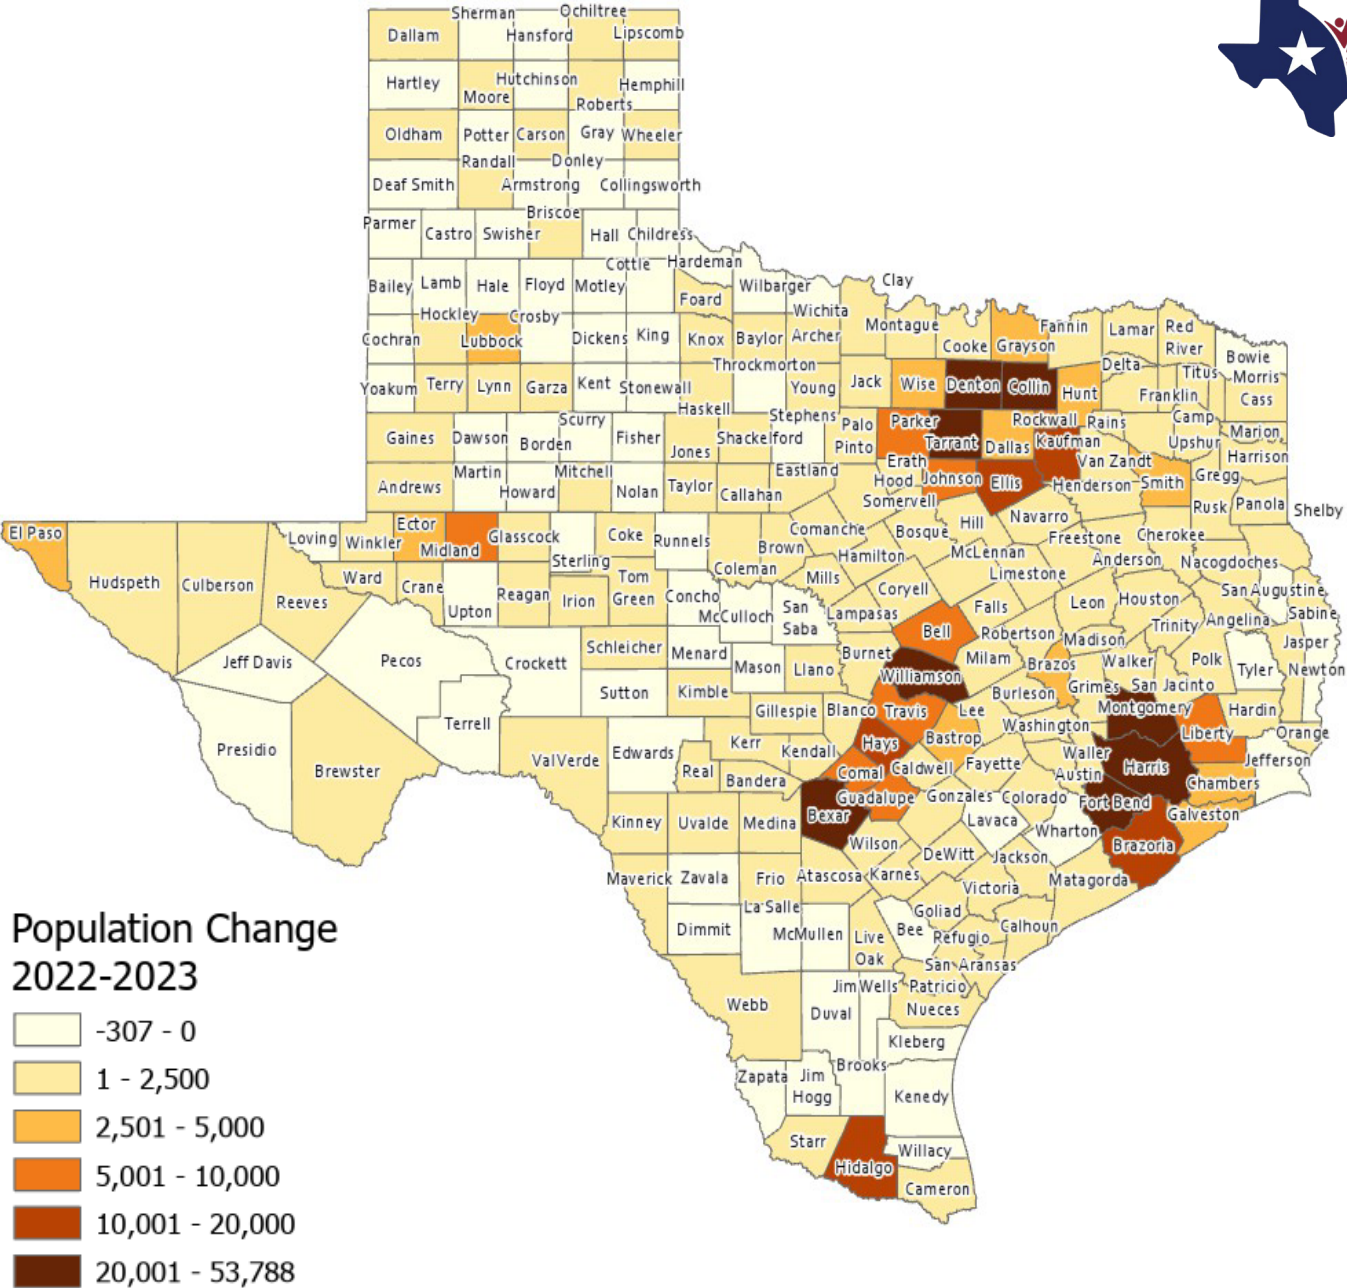 Sherman
Ochiltree
Dallam
Hansford
Lipscomb
Hartley
Hutchinson
Hemphill
Moore
Roberts
Oldham
Potter
Carson
Gray
Wheeler
Randall
Donley
Deaf Smith
Armstrong
Collingsworth
Briscoe
Parmer
Castro
Swisher
Hall
Childress
Cottle
Hardeman
Bailey
Lamb
Hale
Floyd
Motley
Foard
Wilbarger
Clay
Wichita
Hockley
Crosby
Cochran
Lubbock
Dickens
King
Knox
Baylor
Archer
Montague
Cooke
Grayson
Fannin
Lamar
Red
River
Bowie
Throckmorton
Delta
Titus
Morris
Yoakum
Terry
Lynn
Garza
Kent
Stonewall
Haskell
Young
Jack
Wise
Denton
Collin
Hunt
Franklin
Cass
Camp
Scurry
Stephens
Gaines
Dawson
Borden
Fisher
Jones
Shackelford
Palo
Pinto
Parker
Tarrant
Dallas
Rockwall
Kaufman
Rains
Upshur
Marion
Harrison
Andrews
Martin
Howard
Mitchell
Nolan
Taylor
Callahan
Eastland
Erath
Hood
Somervell
Johnson
Ellis
Van Zandt
Henderson
Smith
Gregg
Rusk
Panola
Shelby
El Paso
Hudspeth
Culberson
Reeves
Loving
Winkler
Ector
Midland
Glasscock
Sterling
Coke
Runnels
Coleman
Brown
Comanche
Hamilton
Bosque
Hill
Navarro
Freestone
Cherokee
Anderson
Nacogdoches
Ward
Crane
Upton
Reagan
Irion
Tom
Green
Concho
McCulloch
San
Saba
Mills
Lampasas
Coryell
McLennan
Limestone
Falls
Leon
Houston
San Augustine
Sabine
Angelina
Trinity
Bell
Robertson
Madison
Jasper
Newton
Jeff Davis
Pecos
Crockett
Schleicher
Menard
Mason
Llano
Burnet
Williamson
Milam
Brazos
Walker
Polk
Tyler
Burleson
Grimes
San Jacinto
Presidio
Brewster
Terrell
Sutton
Kimble
Gillespie
Blanco
Travis
Lee
Washington
Montgomery
Liberty
Hardin
Orange
ValVerde
Edwards
Real
Kerr
Kendall
Bandera
Hays
Bastrop
Comal
Caldwell
Fayette
Waller
Austin
Harris
Jefferson
Chambers
Kinney
Uvalde
Medina
Bexar
Guadalupe
Gonzales
Colorado
Fort Bend
Galveston
Wilson
Lavaca
Wharton
Brazoria
DeWitt
Jackson
Matagorda
Maverick
Zavala
Frio
Atascosa
Karnes
Victoria
Goliad
Calhoun
La Salle
Dimmit
McMullen
Live
Oak
Bee
Refugio
San
Patricio
Aransas
Webb
Duval
Jim Wells
Nueces
Kleberg
Zapata
Jim
Hogg
Brooks
Kenedy
Starr
Hidalgo
Willacy
Cameron
Population Change
2022-2023
-307 - 0
1 - 2,500
2,501 - 5,000
5,001 - 10,000
10,001 - 20,000
20,001 - 53,788